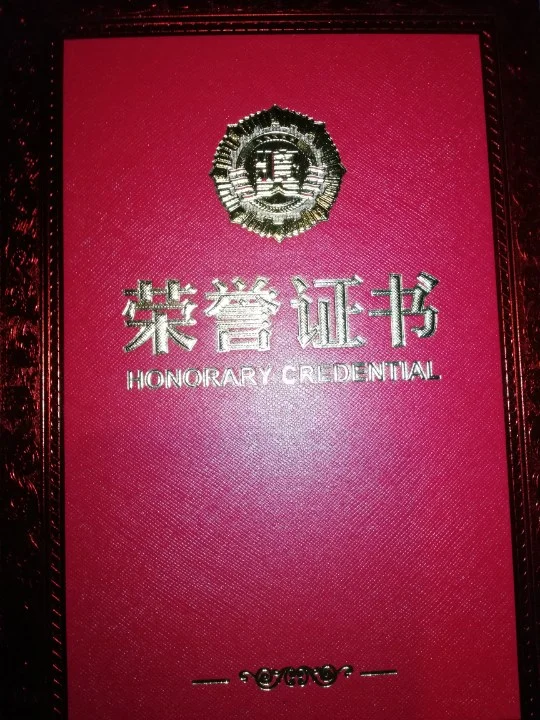 荣誉证书
HONORARY CREDENTIAL